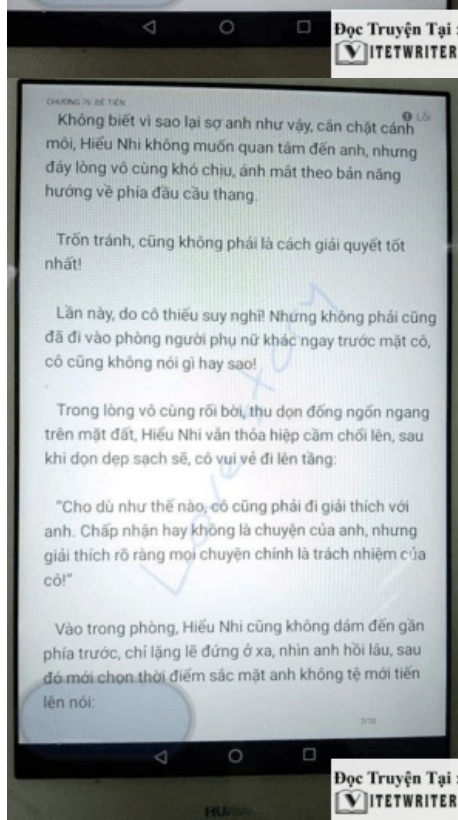 Đọc Truyện Tại :
VITETWRITER
CHƯƠNG 76: ĐÊ TIỆN
Lỗi
Không biết vì sao lại sợ anh như vậy, cắn chặt cánh
môi, Hiểu Nhi không muốn quan tâm đến anh, nhưng
đáy lòng vô cùng khó chịu, ánh mắt theo bản năng
hướng về phía đầu cầu thang.
Trốn tránh, cũng không phải là cách giải quyết tốt
nhất!
Lần này, do cô thiếu suy nghĩ! Nhưng không phải cũng
đã đi vào phòng người phụ nữ khác ngay trước mặt cô,
cô cũng không nói gì hay sao!
Trong lòng vô cùng rối bời, thu dọn đống ngổn ngang
trên mặt đất, Hiểu Nhi vẫn thỏa hiệp cầm chổi lên, sau
khi dọn dẹp sạch sẽ, cô vui vẻ đi lên tầng:
"Cho dù như thế nào, cô cũng phải đi giải thích với
anh. Chấp nhận hay không là chuyện của anh, nhưng
giải thích rõ ràng mọi chuyện chính là trách nhiệm của
cô!"
Vào trong phòng, Hiểu Nhi cũng không dám đến gần
phía trước, chỉ lặng lẽ đứng ở xa, nhìn anh hồi lâu, sau
đó mới chọn thời điểm sắc mặt anh không tệ mới tiến
lên nói:
Love story
Đọc Truyện Tại :
VITETWRITER